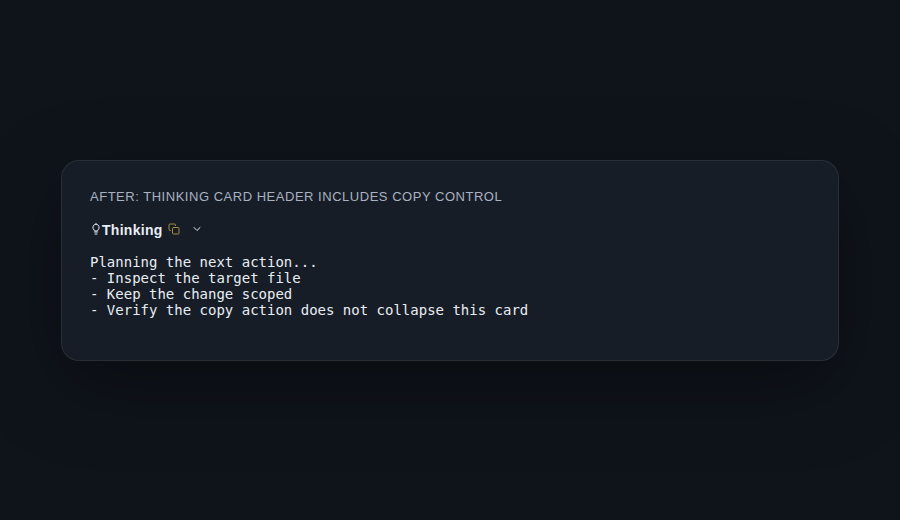 AFTER: THINKING CARD HEADER INCLUDES COPY CONTROL
Thinking
Planning the next action...
- Inspect the target file
- Keep the change scoped
- Verify the copy action does not collapse this card